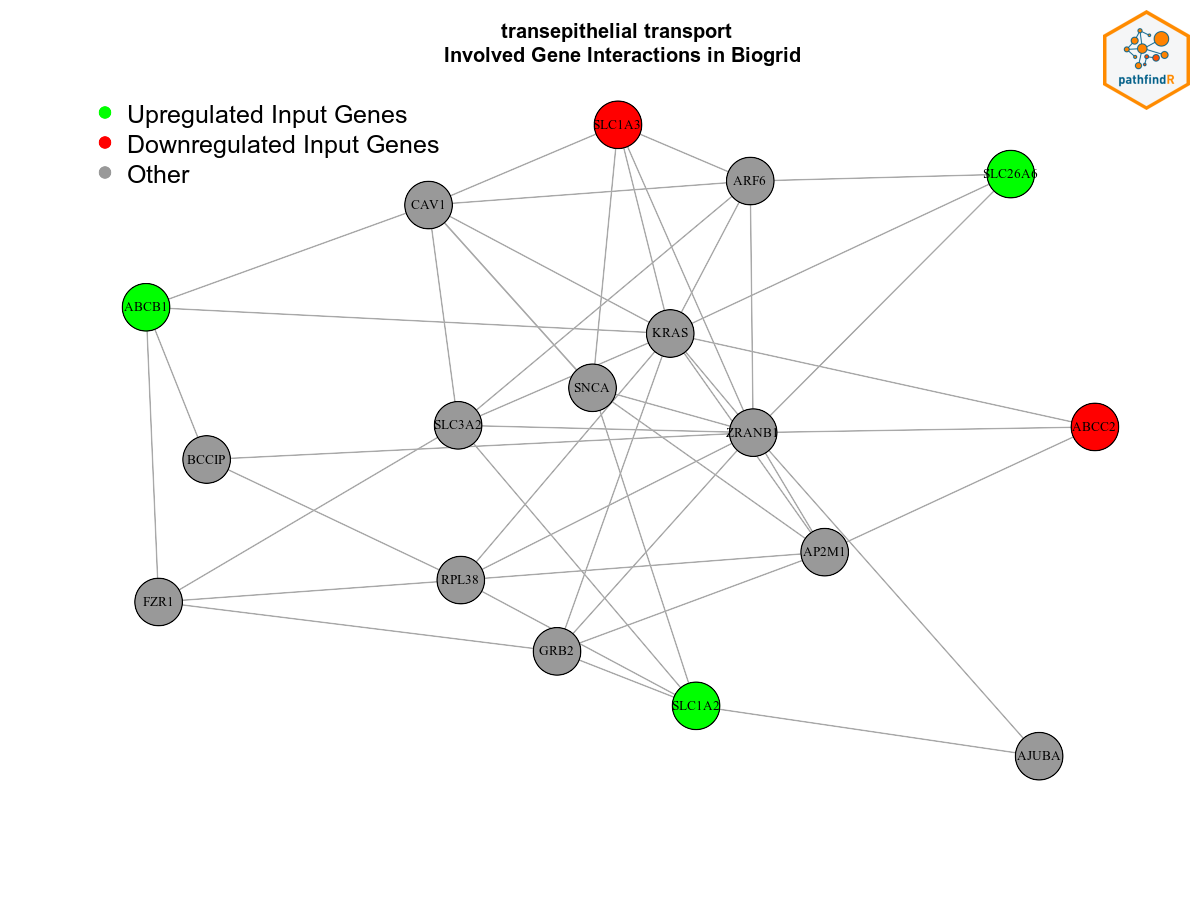 transepithelial transport
Involved Gene Interactions in Biogrid
pathfindR
Upregulated Input Genes
Downregulated Input Genes
Other
SLC1A3
ARF6
SLC26A6
CAV1
ABCB1
KRAS
SNCA
SLC3A2
ZRANB1
ABCC2
BCCIP
AP2M1
RPL38
FZR1
GRB2
SLC1A2
AJUBA